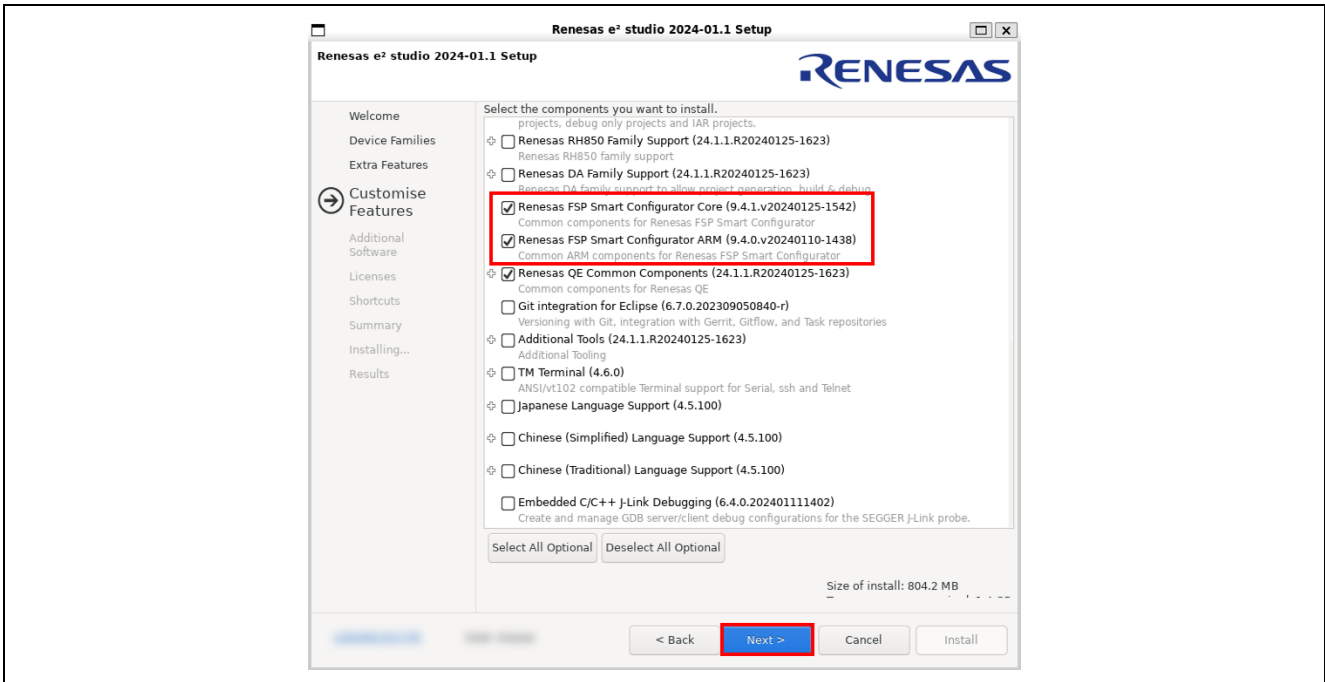 Renesas e² studio 2024-01.1 Setup
Renesas e² studio 2024-01.1 Setup
RENESAS
Welcome
Device Families
Extra Features
Customise
Features
Additional
Software
Licenses
Shortcuts
Summary
Installing...
Results
Select the components you want to install.
projects, debug only projects and IAR projects.
Renesas RH850 Family Support (24.1.1.R20240125-1623)
Renesas RH850 family support
Renesas DA Family Support (24.1.1.R20240125-1623)
Renesas DA family support to allow project generation, build & debug
Renesas FSP Smart Configurator Core (9.4.1.v20240125-1542)
Common components for Renesas FSP Smart Configurator
Renesas FSP Smart Configurator ARM (9.4.0.v20240110-1438)
Common ARM components for Renesas FSP Smart Configurator
Renesas QE Common Components (24.1.1.R20240125-1623)
Common components for Renesas QE
Git integration for Eclipse (6.7.0.202309050840-r)
Versioning with Git, integration with Gerrit, Gitflow, and Task repositories
Additional Tools (24.1.1.R20240125-1623)
Additional Tooling
TM Terminal (4.6.0)
ANSI/vt102 compatible Terminal support for Serial, ssh and Telnet
Japanese Language Support (4.5.100)
Chinese (Simplified) Language Support (4.5.100)
Chinese (Traditional) Language Support (4.5.100)
Embedded C/C++ J-Link Debugging (6.4.0.202401111402)
Create and manage GDB server/client debug configurations for the SEGGER J-Link probe.
Select All Optional Deselect All Optional
Size of install: 804.2 MB
< Back Next > Cancel Install